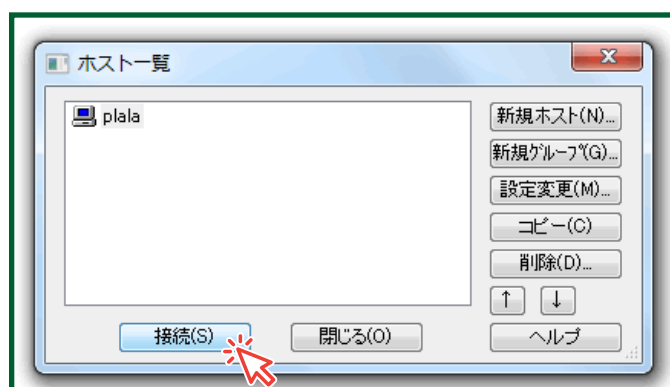 ホスト一覧
plala
新規ホスト(N)...
新規ｸﾞﾙｰﾌﾟ(G)...
設定変更(M)...
コピー(C)
削除(D)...
↑ ↓
接続(S) 閉じる(O) ヘルプ